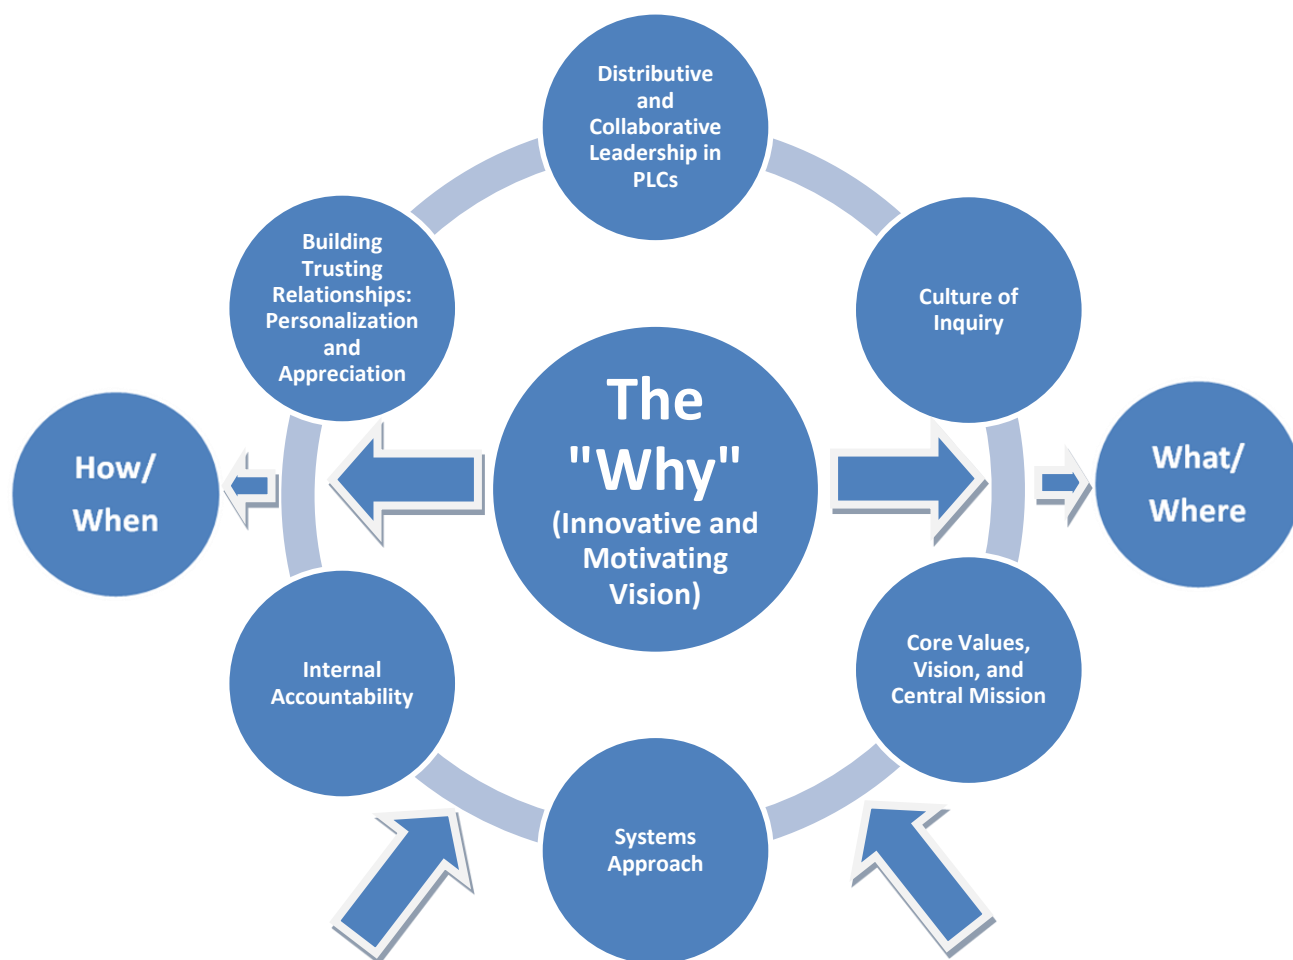 Distributive
and
Collaborative
Leadership in
PLCs
Building
Trusting
Relationships:
Personalization
and
Appreciation
Culture of
Inquiry
The
"Why"
(Innovative and
Motivating
Vision)
How/
When
What/
Where
Internal
Accountability
Core Values,
Vision, and
Central Mission
Systems
Approach